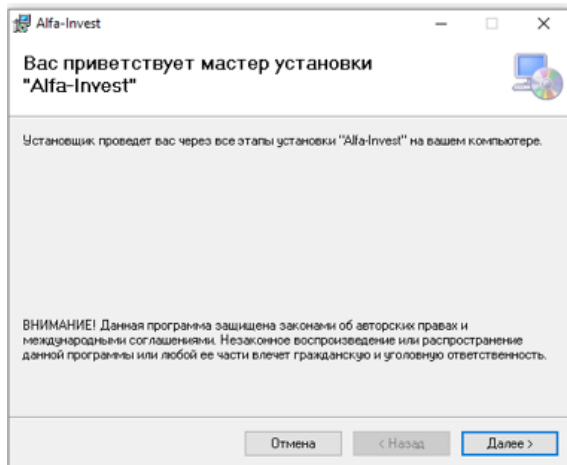 Alfa-Invest
Вас приветствует мастер установки
"Alfa-Invest"
Установщик проведет вас через все этапы установки "Alfa-Invest" на вашем компьютере.
ВНИМАНИЕ! Данная программа защищена законами об авторских правах и
международными соглашениями. Незаконное воспроизведение или распространение
данной программы или любой ее части влечет гражданскую и уголовную ответственность.
Отмена
< Назад
Далее >